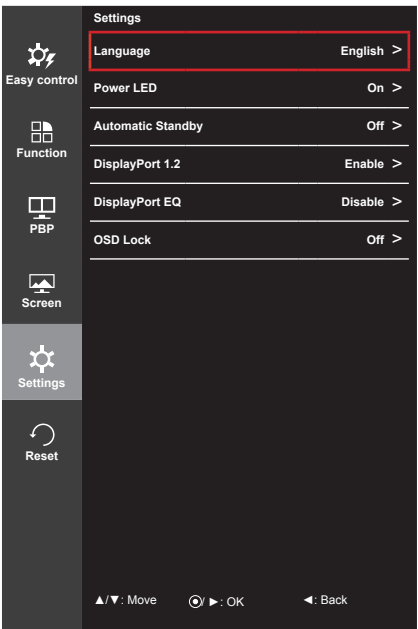 Settings
Language English >
Power LED On >
Automatic Standby Off >
DisplayPort 1.2 Enable >
DisplayPort EQ Disable >
OSD Lock Off >
Easy control
Function
PBP
Screen
Settings
Reset
▲/▼: Move ◉/ ►: OK ◄: Back